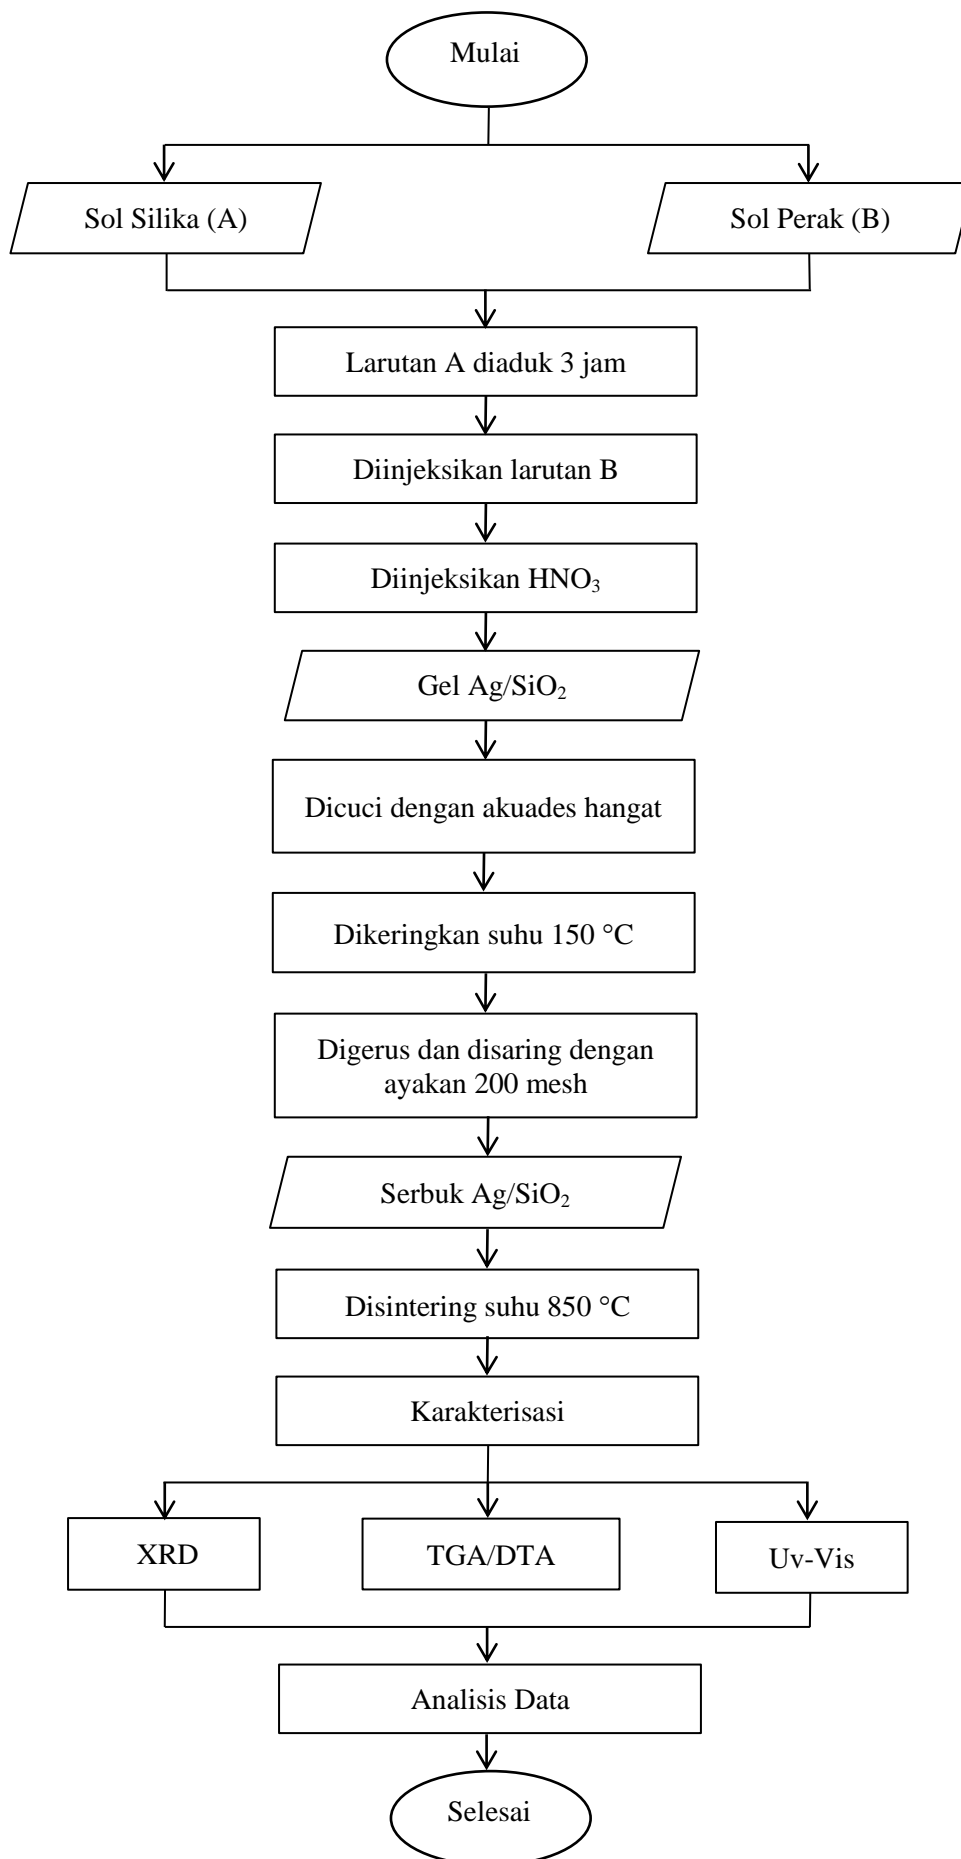 Mulai
Sol Silika (A)
Sol Perak (B)
Larutan A diaduk 3 jam
Diinjeksikan larutan B
Diinjeksikan HNO₃
Gel Ag/SiO₂
Dicuci dengan akuades hangat
Dikeringkan suhu 150 °C
Digerus dan disaring dengan
ayakan 200 mesh
Serbuk Ag/SiO₂
Disintering suhu 850 °C
Karakterisasi
XRD
TGA/DTA
Uv-Vis
Analisis Data
Selesai